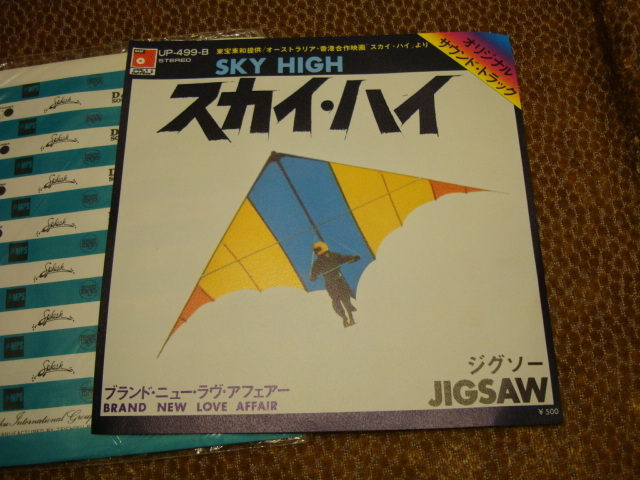 UP-499-B
STEREO
東宝東和提供/オーストラリア・香港合作映画「スカイ・ハイ」より
オリジナル
サウンド・トラック
SKY HIGH
スカイ・ハイ
ジグソー
JIGSAW
¥500
ブランド・ニュー・ラヴ・アフェアー
BRAND NEW LOVE AFFAIR
Splash
MPS
International Group